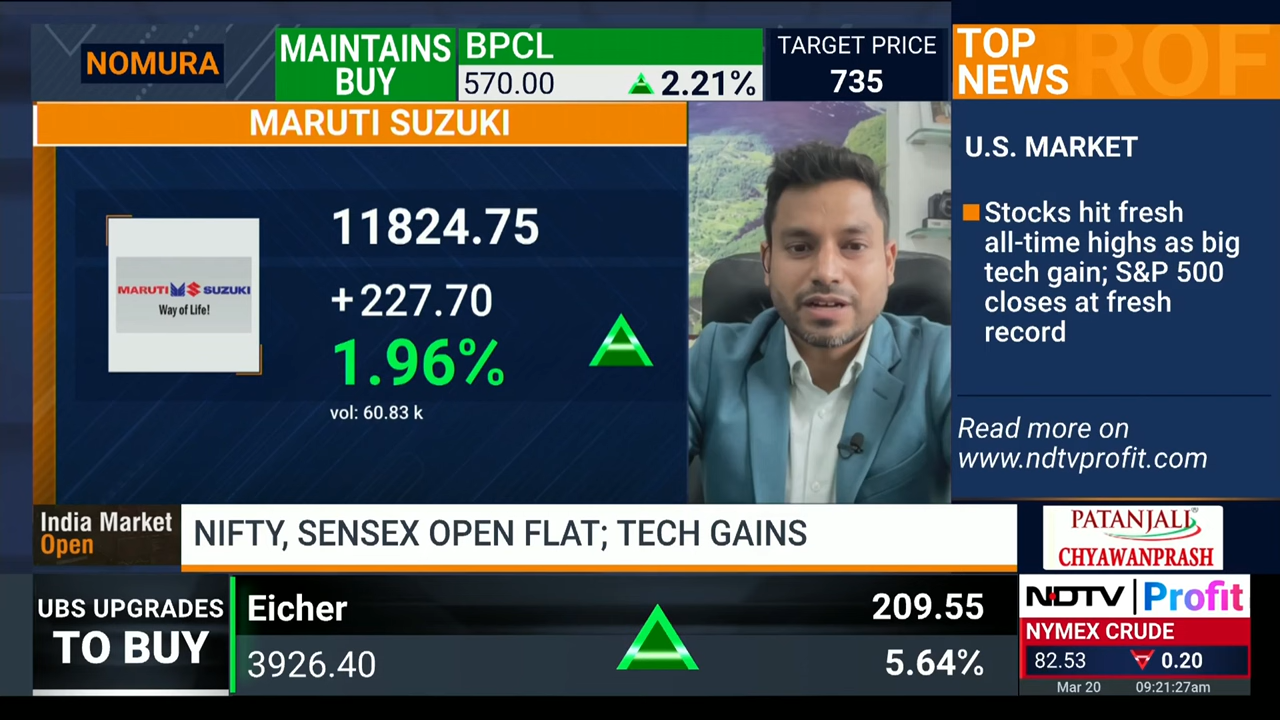 NOMURA
MAINTAINS
BUY
BPCL
570.00 2.21%
TARGET PRICE
735
TOP
NEWS
PROF
MARUTI SUZUKI
11824.75
+227.70
1.96%
vol: 60.83 k
MARUTI SUZUKI
Way of Life!
U.S. MARKET
Stocks hit fresh
all-time highs as big
tech gain; S&P 500
closes at fresh
record
Read more on
www.ndtvprofit.com
India Market
Open
NIFTY, SENSEX OPEN FLAT; TECH GAINS
PATANJALI
CHYAWANPRASH
UBS UPGRADES
TO BUY
Eicher 209.55
3926.40 5.64%
NDTV Profit
NYMEX CRUDE
82.53 0.20
Mar 20 09:21:27am